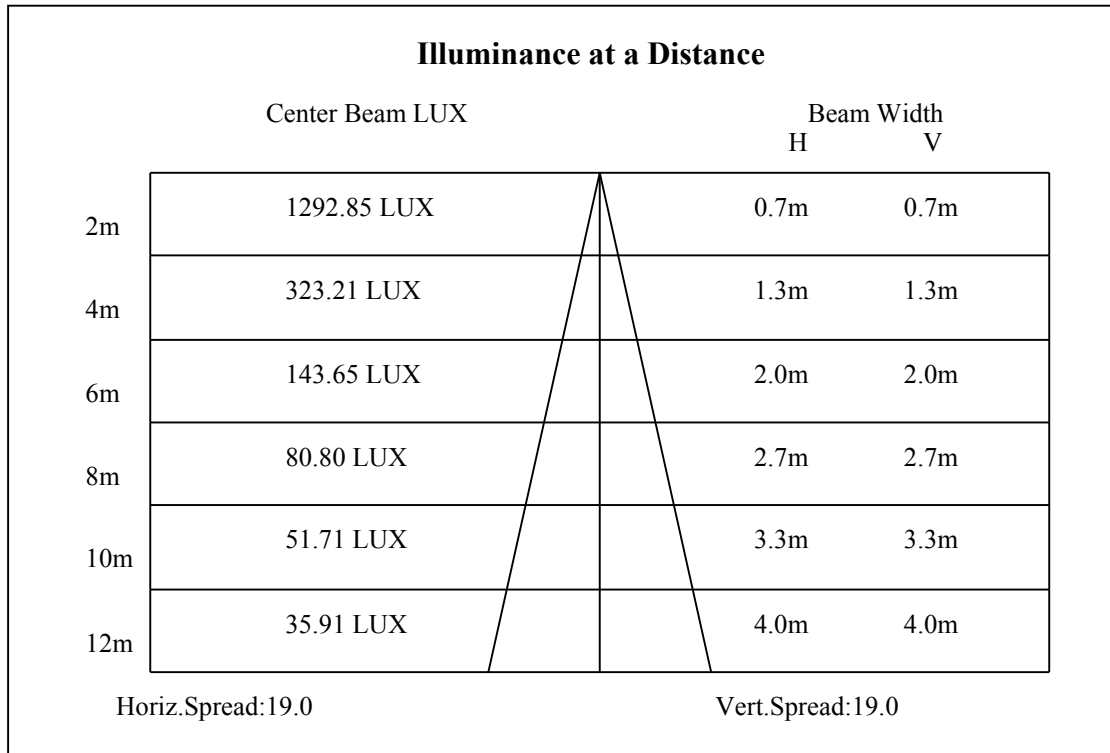 Illuminance at a Distance
Center Beam LUX Beam Width
H V
2m 1292.85 LUX 0.7m 0.7m
4m 323.21 LUX 1.3m 1.3m
6m 143.65 LUX 2.0m 2.0m
8m 80.80 LUX 2.7m 2.7m
10m 51.71 LUX 3.3m 3.3m
12m 35.91 LUX 4.0m 4.0m
Horiz.Spread:19.0 Vert.Spread:19.0